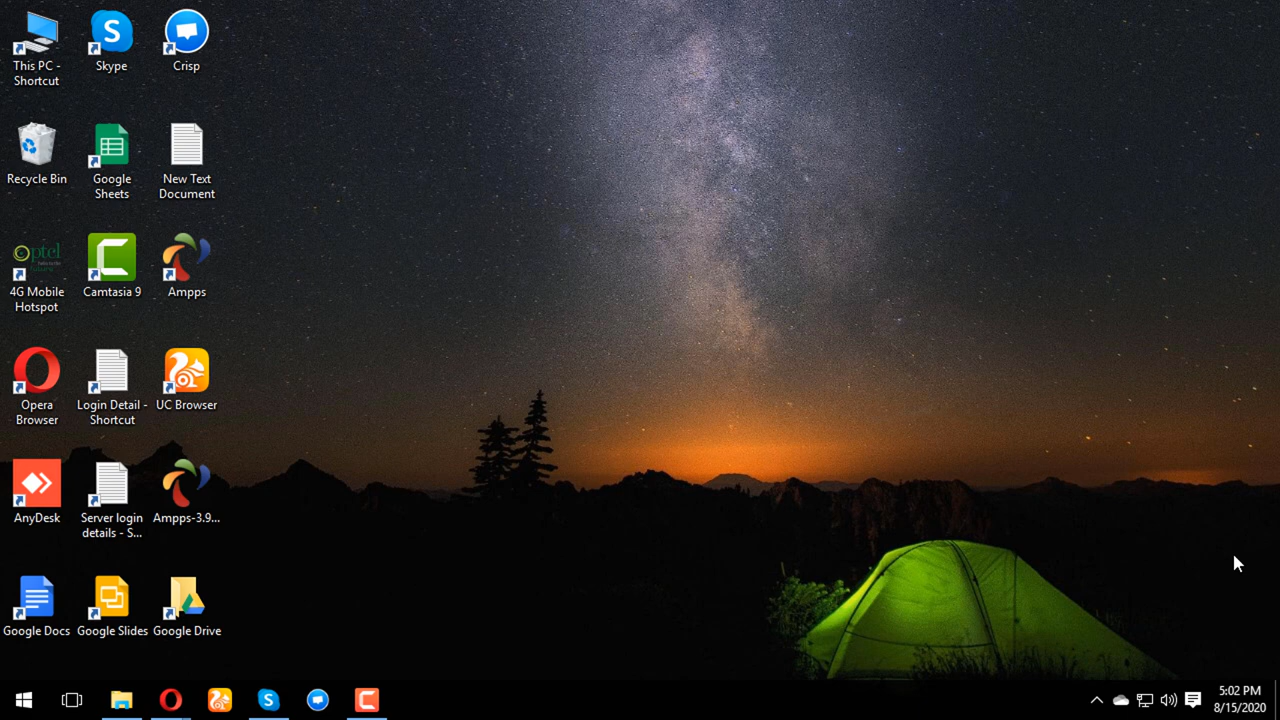 This PC -
Shortcut
Skype
Crisp
Recycle Bin
Google
Sheets
New Text
Document
ptcl
4G Mobile
Hotspot
Camtasia 9
Ampps
Opera
Browser
Login Detail -
Shortcut
UC Browser
AnyDesk
Server login
details - S...
Ampps-3.9...
Google Docs
Google Slides
Google Drive
5:02 PM
8/15/2020